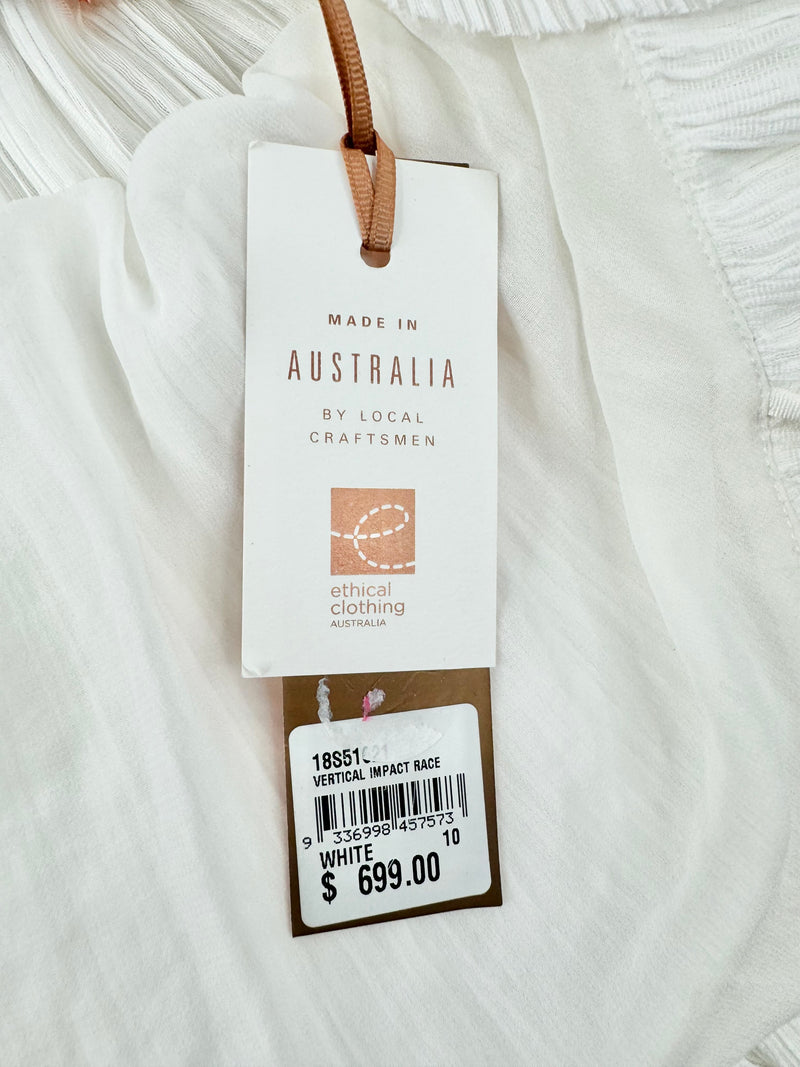 MADE IN
AUSTRALIA
BY LOCAL
CRAFTSMEN
ethical
clothing
AUSTRALIA
VERTICAL IMPACT RACE
9 336998 457573
WHITE 10
$ 699.00